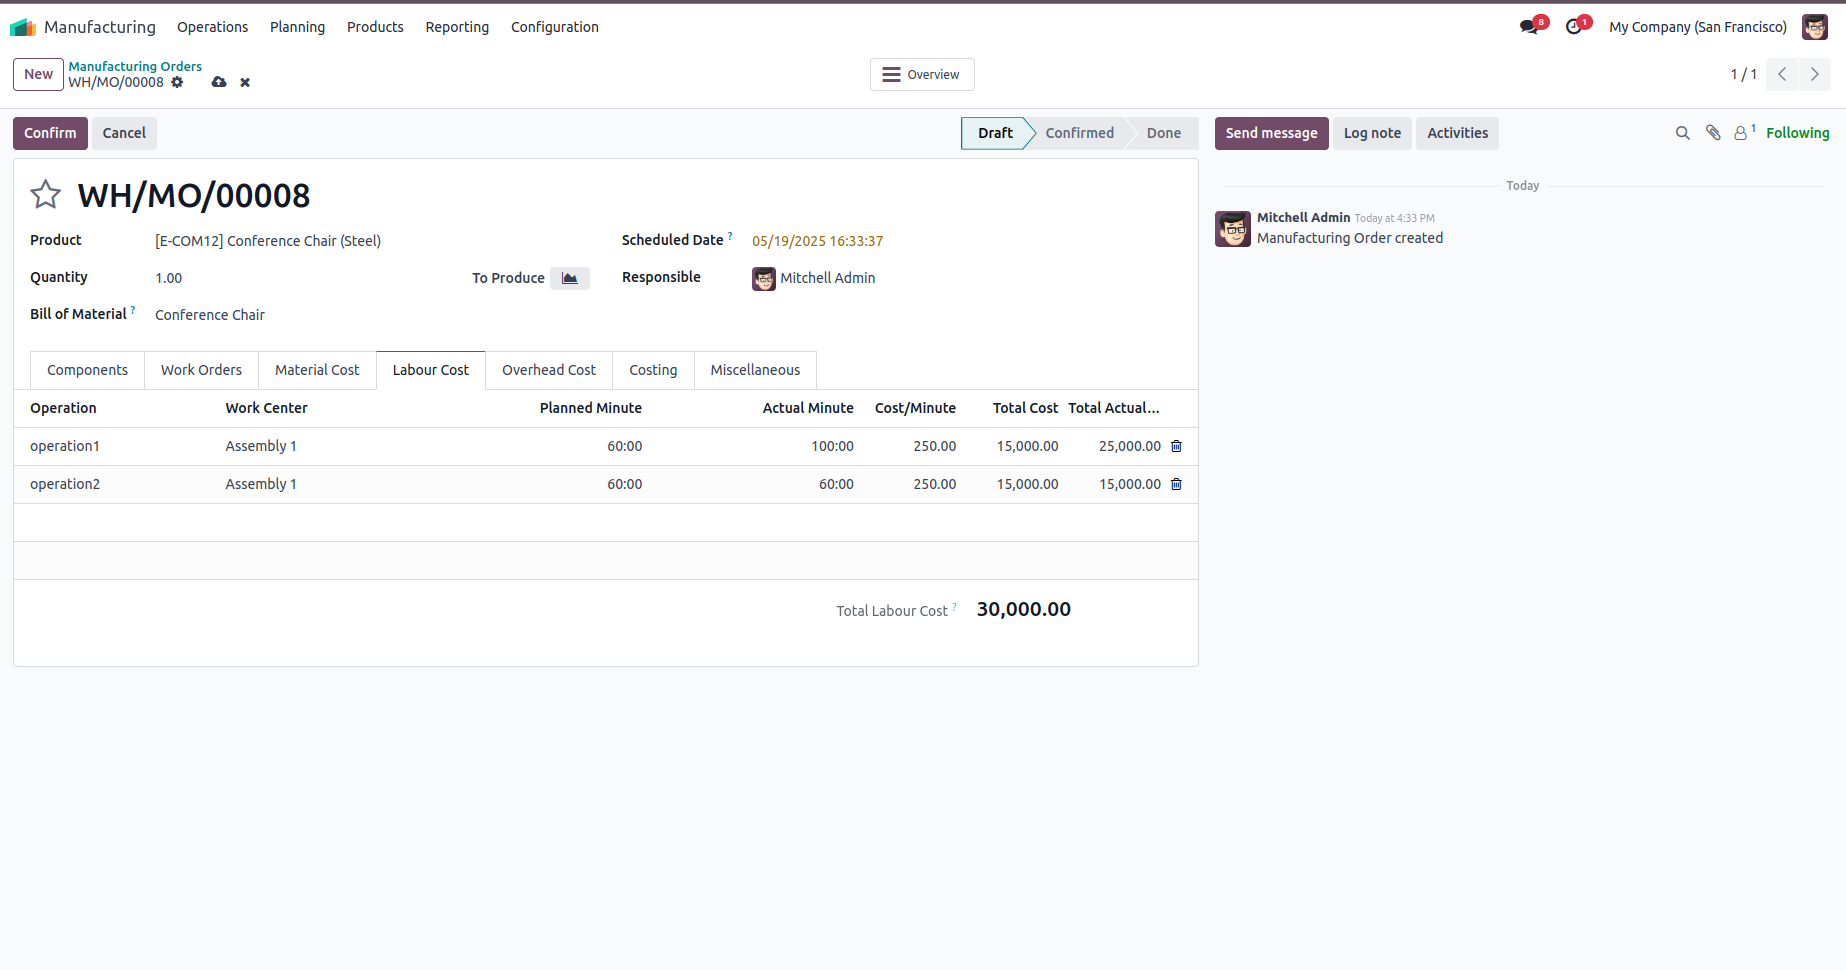 Manufacturing Operations Planning Products Reporting Configuration 8 1 My Company (San Francisco)
New Manufacturing Orders
WH/MO/00008 Overview 1 / 1
Confirm Cancel Draft Confirmed Done Send message Log note Activities 1 Following
WH/MO/00008 Today
Product [E-COM12] Conference Chair (Steel) Scheduled Date ? 05/19/2025 16:33:37
Mitchell Admin Today at 4:33 PM
Manufacturing Order created
Quantity 1.00 To Produce Responsible Mitchell Admin
Bill of Material ? Conference Chair
Components Work Orders Material Cost Labour Cost Overhead Cost Costing Miscellaneous
Operation Work Center Planned Minute Actual Minute Cost/Minute Total Cost Total Actual...
operation1 Assembly 1 60:00 100:00 250.00 15,000.00 25,000.00
operation2 Assembly 1 60:00 60:00 250.00 15,000.00 15,000.00
Total Labour Cost ? 30,000.00